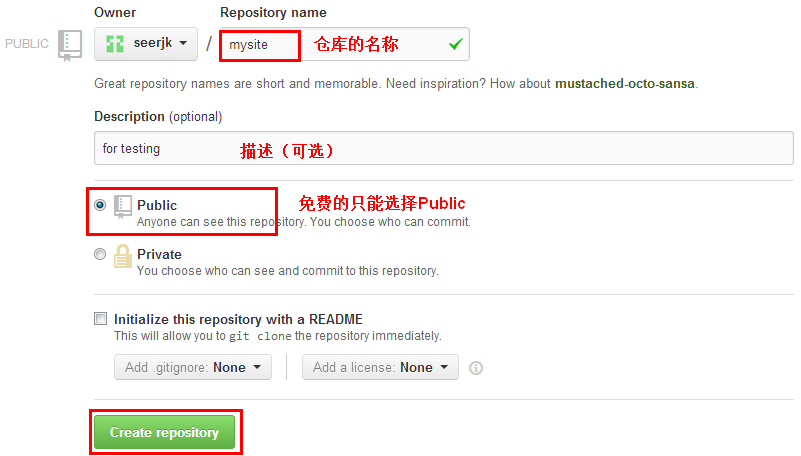 Owner Repository name
PUBLIC seerjk / mysite 仓库的名称
Great repository names are short and memorable. Need inspiration? How about mustached-octo-sansa.
Description (optional)
for testing 描述（可选）
Public 免费的只能选择Public
Anyone can see this repository. You choose who can commit.
Private
You choose who can see and commit to this repository.
Initialize this repository with a README
This will allow you to git clone the repository immediately.
Add .gitignore: None Add a license: None
Create repository